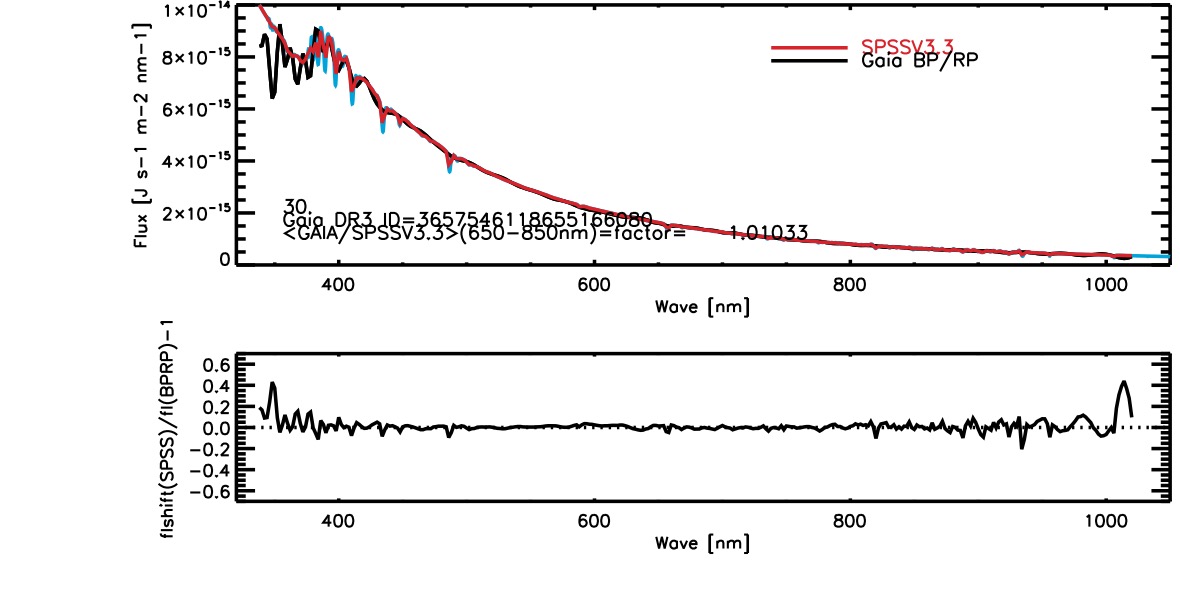 1×10⁻¹⁴
8×10⁻¹⁵
6×10⁻¹⁵
4×10⁻¹⁵
2×10⁻¹⁵
0
Flux [J s−1 m−2 nm−1]
SPSSV3.3
Gaia BP/RP
30.
Gaia DR3 ID=3657546118655166080
<GAIA/SPSSV3.3>(650−850nm)=factor= 1.01033
400 600 800 1000
Wave [nm]
flshift(SPSS)/fl(BPRP)−1
0.6
0.4
0.2
0.0
−0.2
−0.4
−0.6
400 600 800 1000
Wave [nm]